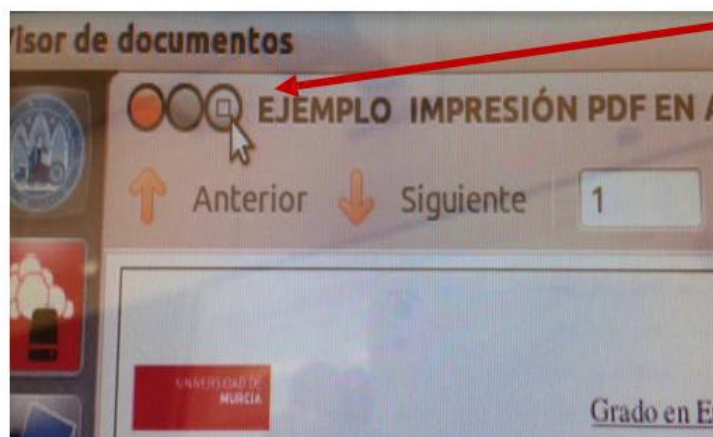 Visor de documentos
EJEMPLO IMPRESIÓN PDF EN A
Anterior Siguiente 1
UNIVERSIDAD DE
MURCIA
Grado en E